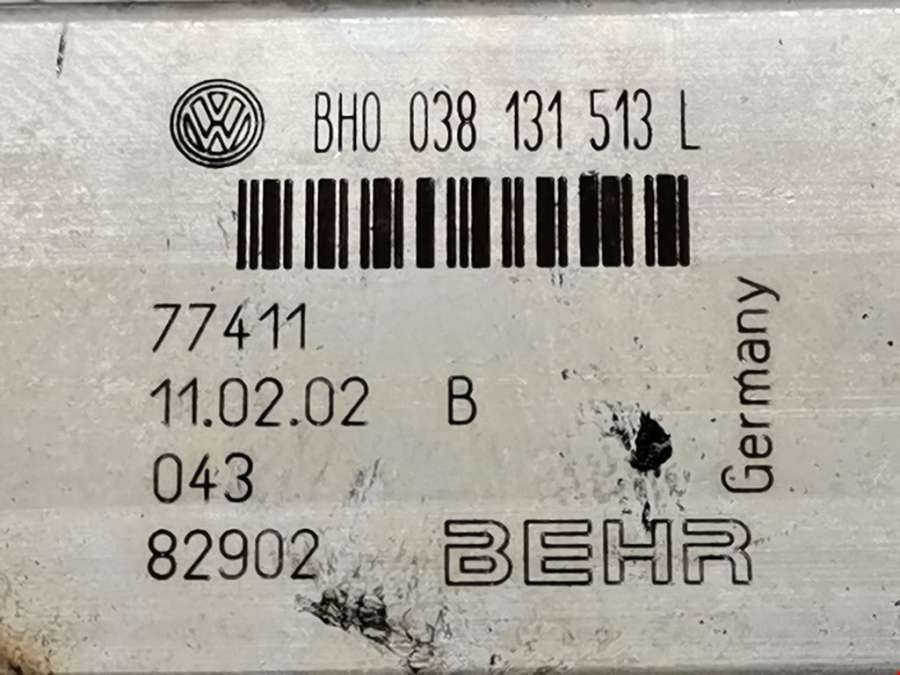 BH0 038 131 513 L
77411
11.02.02 B
043
82902
BEHR
Germany